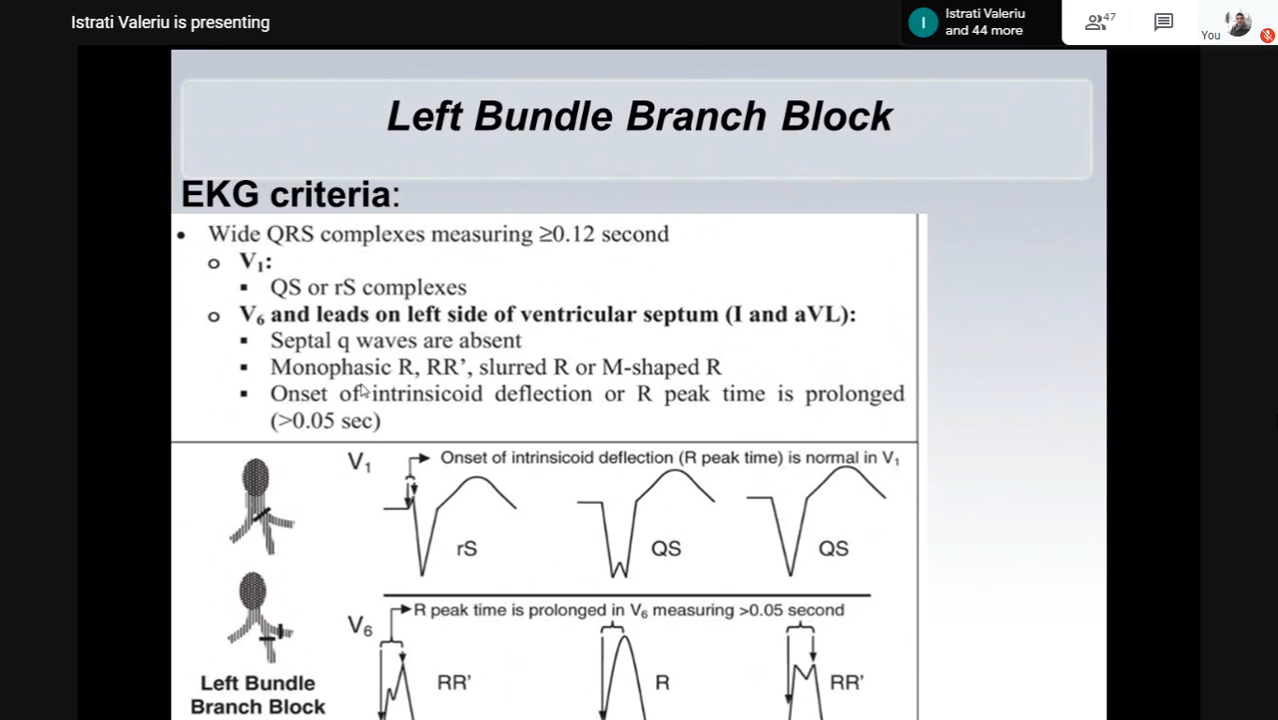 Istrati Valeriu is presenting
I
Istrati Valeriu
and 44 more
47
You
Left Bundle Branch Block
EKG criteria:
• Wide QRS complexes measuring ≥0.12 second
o V₁:
▪ QS or rS complexes
o V₆ and leads on left side of ventricular septum (I and aVL):
▪ Septal q waves are absent
▪ Monophasic R, RR’, slurred R or M-shaped R
▪ Onset of intrinsicoid deflection or R peak time is prolonged
(>0.05 sec)
V₁
Onset of intrinsicoid deflection (R peak time) is normal in V₁
rS
QS
QS
V₆
R peak time is prolonged in V₆ measuring >0.05 second
RR’
R
RR’
Left Bundle
Branch Block